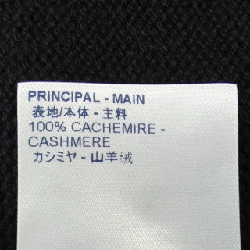 PRINCIPAL - MAIN
表地/本体 - 主料
100% CACHEMIRE -
CASHMERE
カシミヤ - 山羊绒